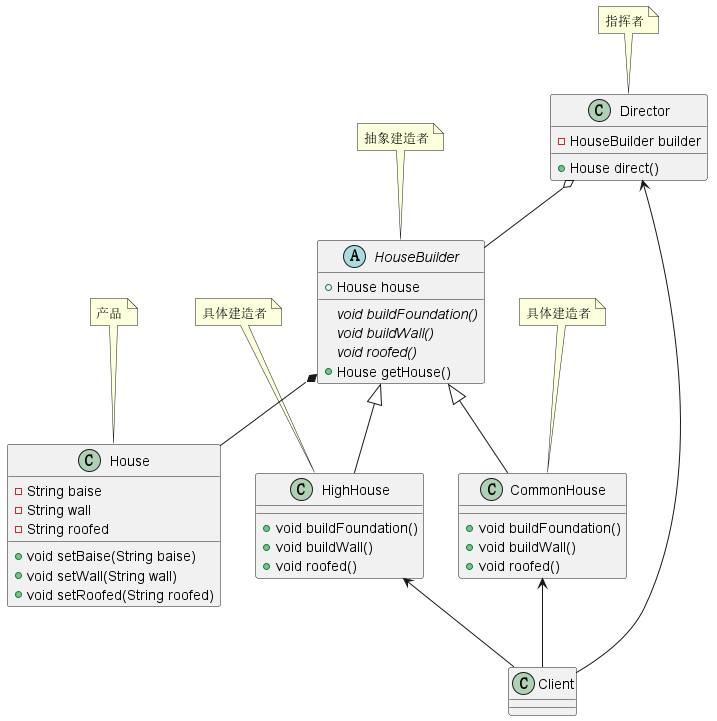 指挥者
C Director
HouseBuilder builder
House direct()
抽象建造者
A HouseBuilder
House house
void buildFoundation()
void buildWall()
void roofed()
House getHouse()
产品
C House
String baise
String wall
String roofed
void setBaise(String baise)
void setWall(String wall)
void setRoofed(String roofed)
具体建造者
C HighHouse
void buildFoundation()
void buildWall()
void roofed()
具体建造者
C CommonHouse
void buildFoundation()
void buildWall()
void roofed()
C Client